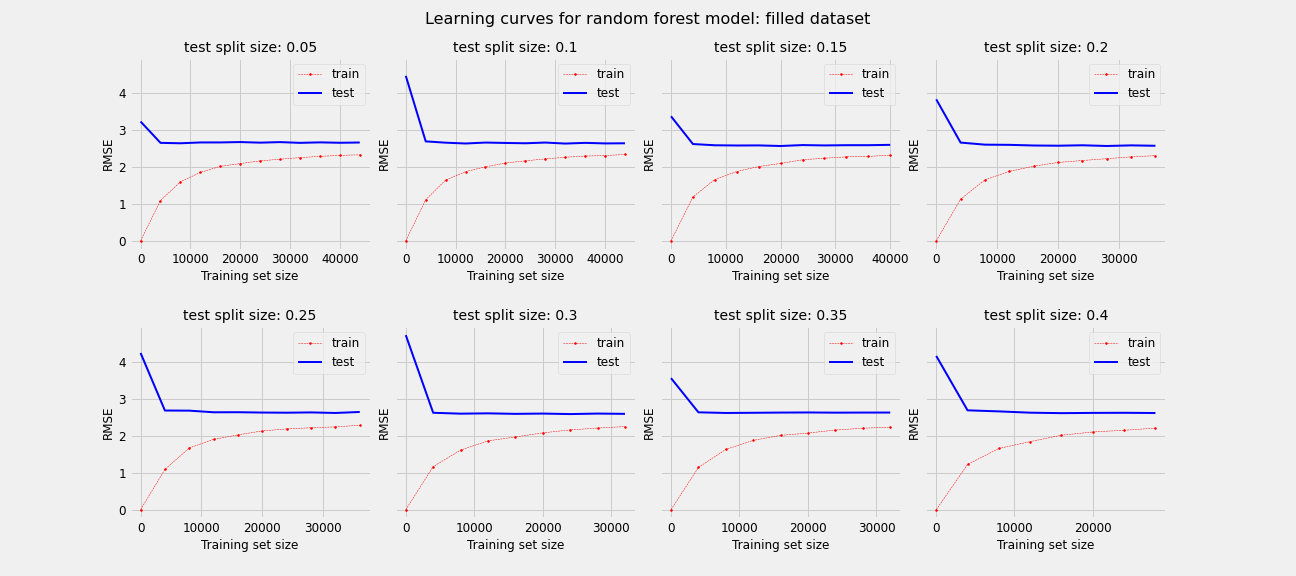 Learning curves for random forest model: filled dataset
test split size: 0.05
test split size: 0.1
test split size: 0.15
test split size: 0.2
train
test
train
test
train
test
train
test
RMSE
4
3
2
1
0
RMSE
RMSE
RMSE
0 10000 20000 30000 40000
0 10000 20000 30000 40000
0 10000 20000 30000 40000
0 10000 20000 30000
Training set size
Training set size
Training set size
Training set size
test split size: 0.25
test split size: 0.3
test split size: 0.35
test split size: 0.4
train
test
train
test
train
test
train
test
RMSE
4
3
2
1
0
RMSE
RMSE
RMSE
0 10000 20000 30000
0 10000 20000 30000
0 10000 20000 30000
0 10000 20000
Training set size
Training set size
Training set size
Training set size